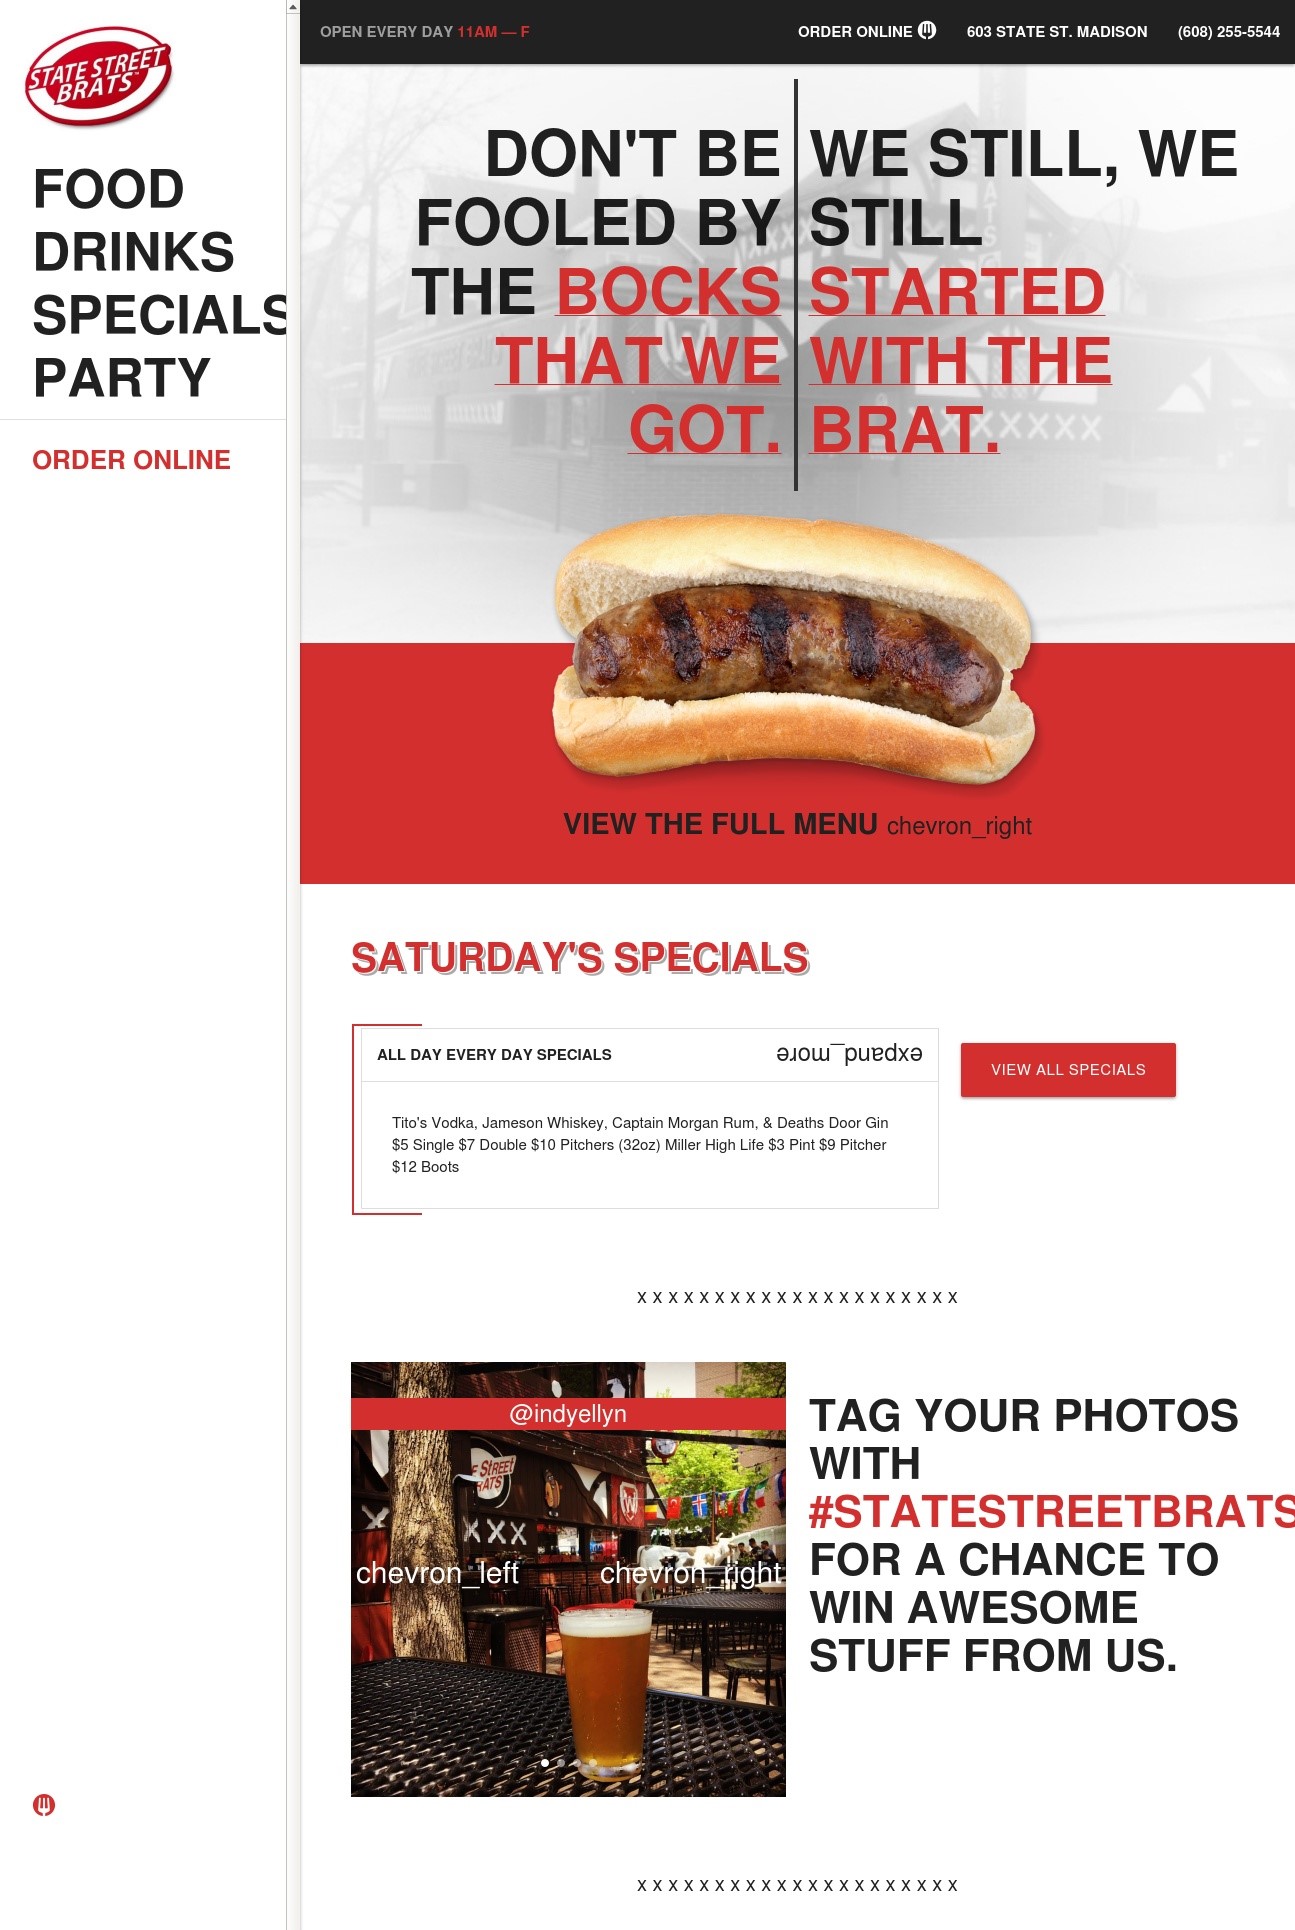 STATE STREET
BRATS
FOOD
DRINKS
SPECIALS
PARTY
ORDER ONLINE
OPEN EVERY DAY 11AM — F
ORDER ONLINE
603 STATE ST. MADISON
(608) 255-5544
DON'T BE
FOOLED BY
THE BOCKS
THAT WE
GOT.
WE STILL, WE
STILL
STARTED
WITH THE
BRAT.
VIEW THE FULL MENU chevron_right
SATURDAY'S SPECIALS
ALL DAY EVERY DAY SPECIALS
expand_more
VIEW ALL SPECIALS
Tito's Vodka, Jameson Whiskey, Captain Morgan Rum, & Deaths Door Gin
$5 Single $7 Double $10 Pitchers (32oz) Miller High Life $3 Pint $9 Pitcher
$12 Boots
X X X X X X X X X X X X X X X X X X X X X
@indyellyn
E STREET
RATS
W
XXX
chevron_left
chevron_right
TAG YOUR PHOTOS
WITH
#STATESTREETBRATS
FOR A CHANCE TO
WIN AWESOME
STUFF FROM US.
X X X X X X X X X X X X X X X X X X X X X